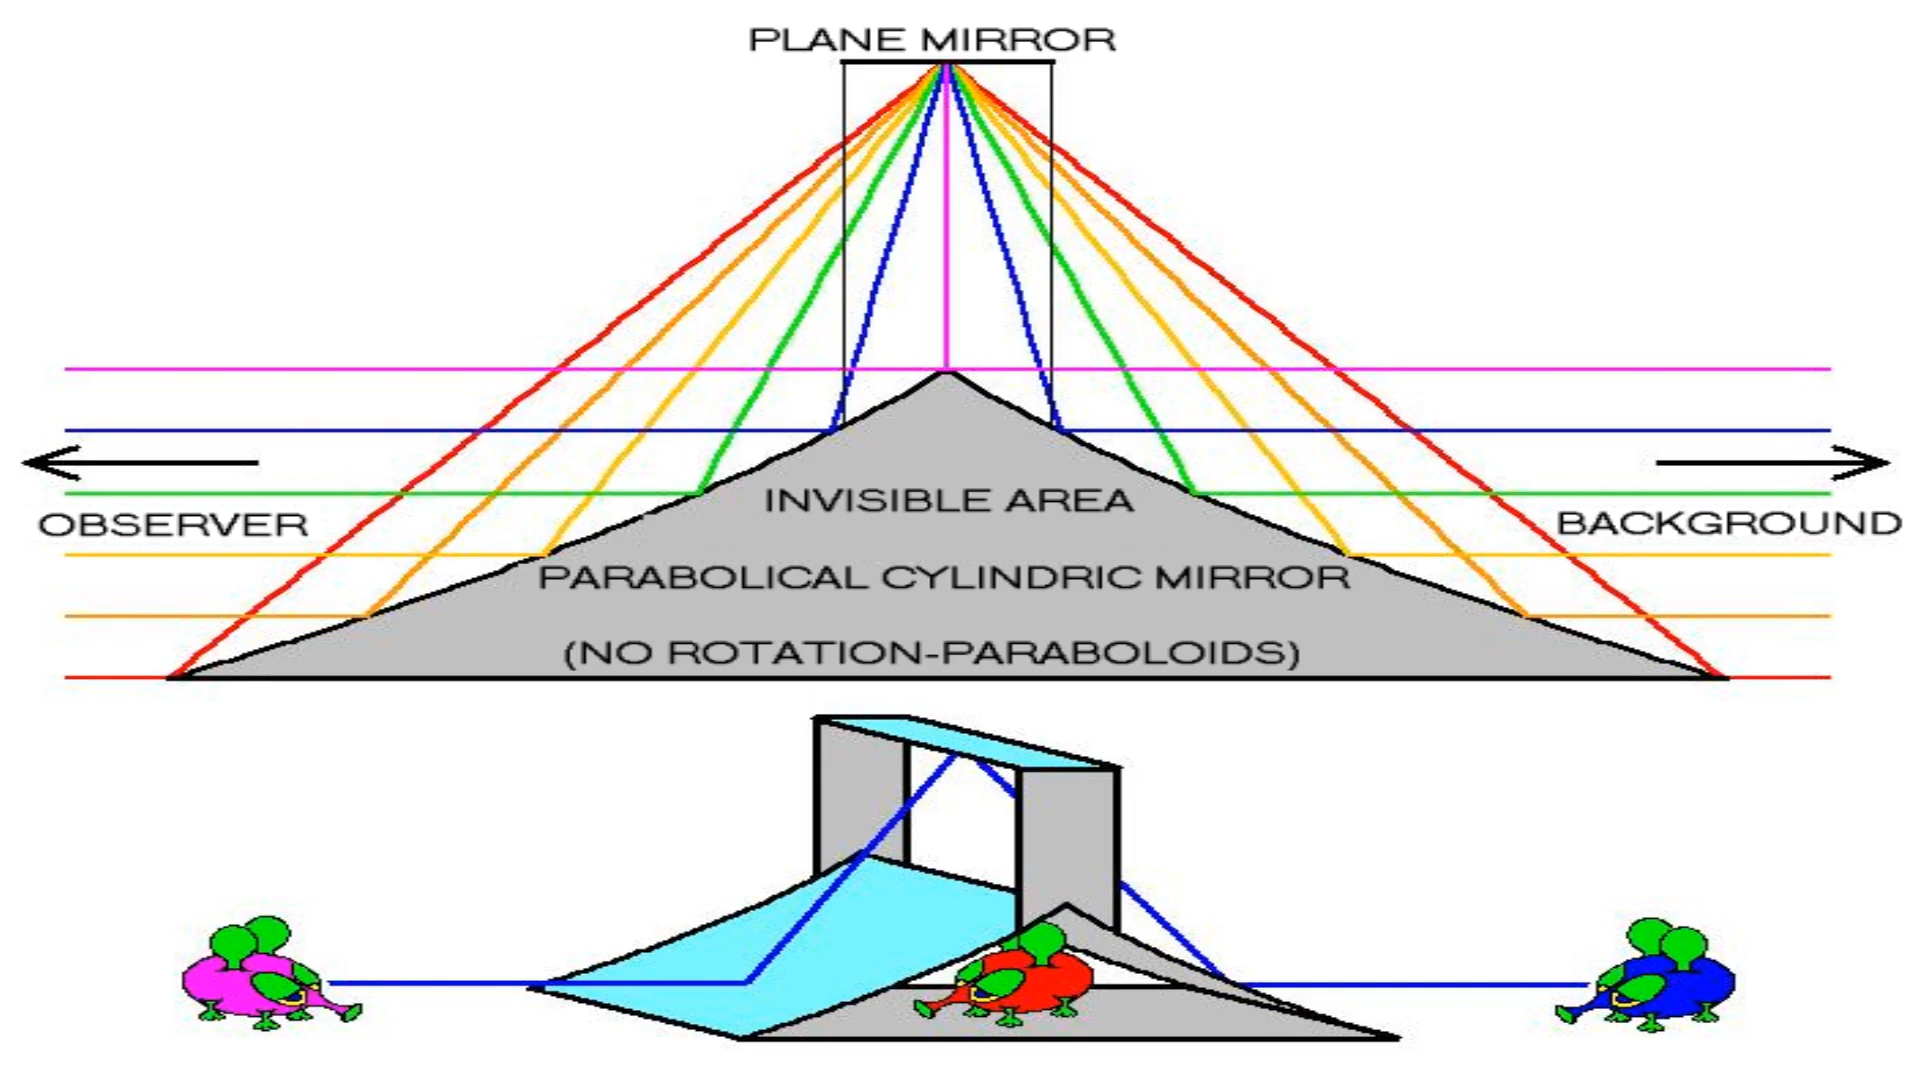 PLANE MIRROR
INVISIBLE AREA
OBSERVER
BACKGROUND
PARABOLICAL CYLINDRIC MIRROR
(NO ROTATION-PARABOLOIDS)